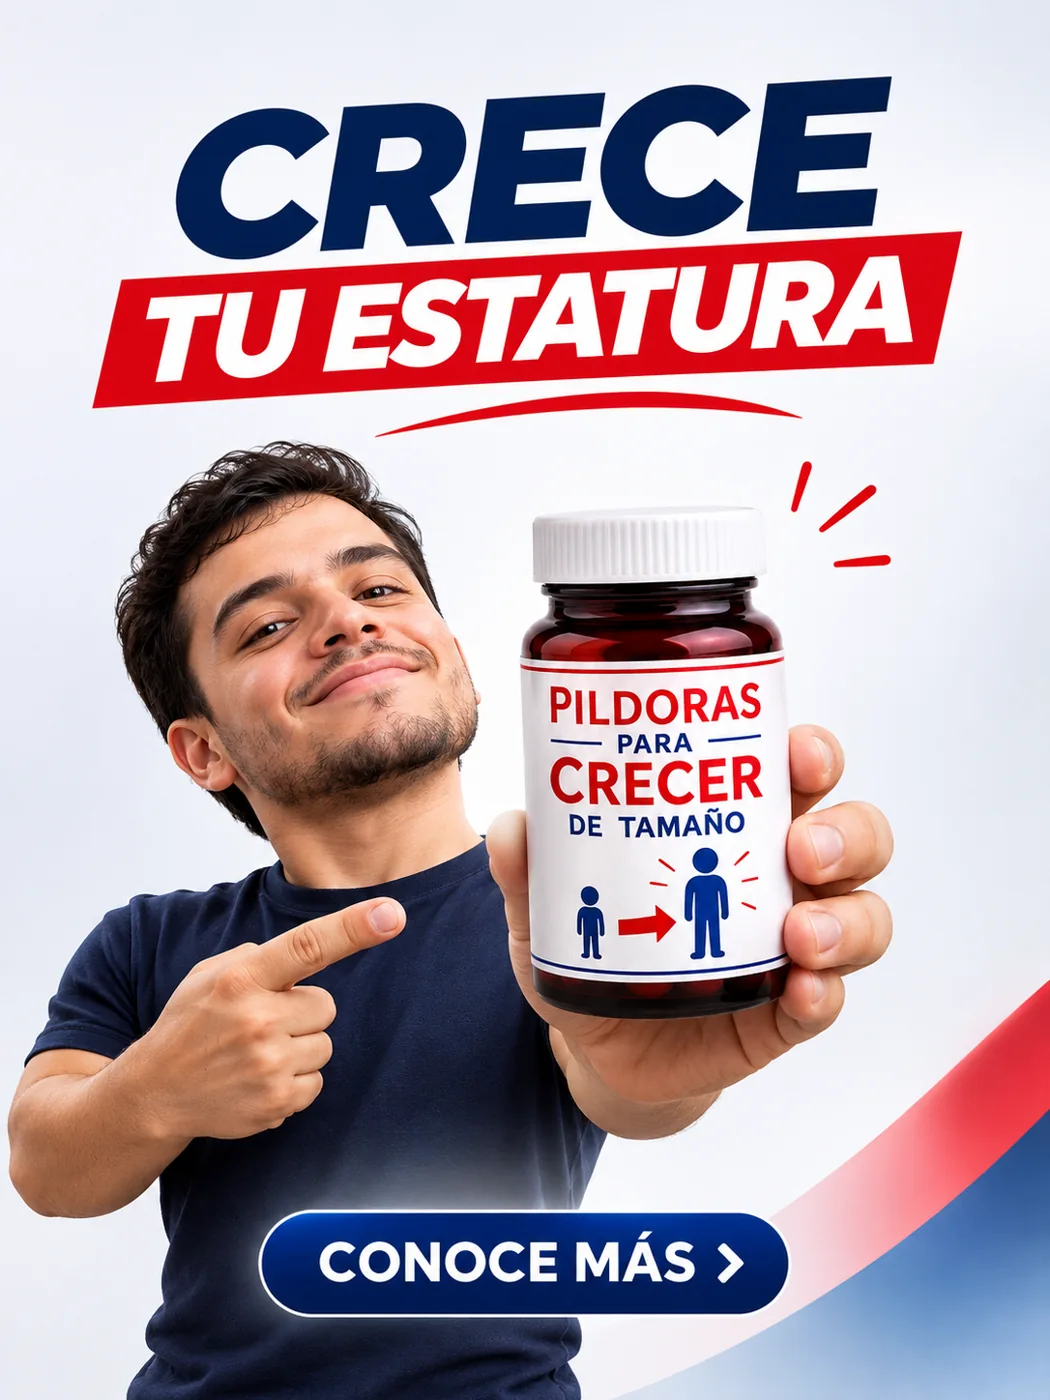 CRECE
TU ESTATURA
PILDORAS
PARA
CRECER
DE TAMAÑO
CONOCE MÁS